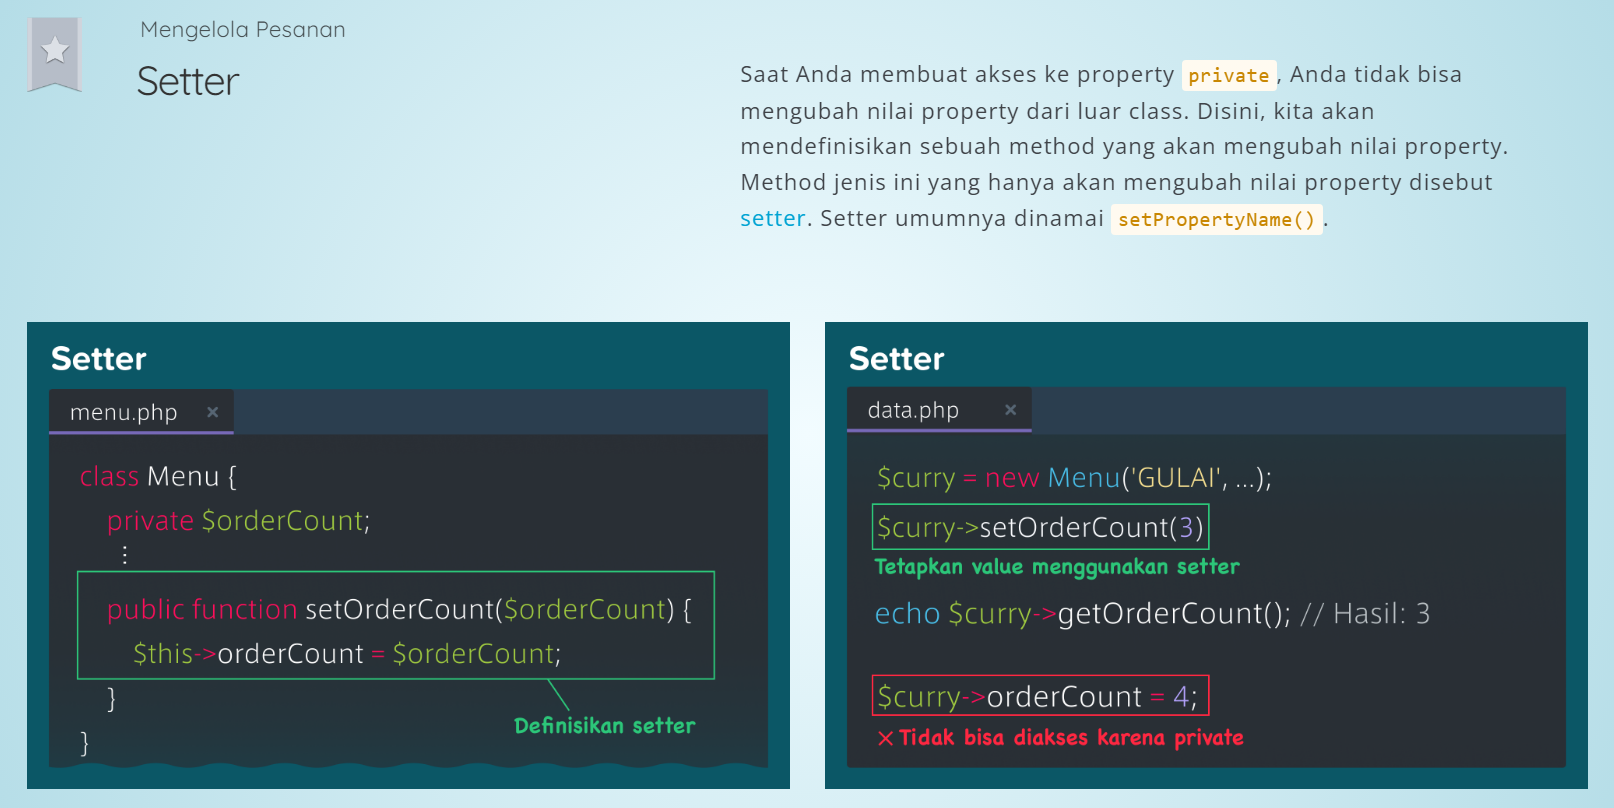 Mengelola Pesanan
Setter
Saat Anda membuat akses ke property private, Anda tidak bisa
mengubah nilai property dari luar class. Disini, kita akan
mendefinisikan sebuah method yang akan mengubah nilai property.
Method jenis ini yang hanya akan mengubah nilai property disebut
setter. Setter umumnya dinamai setPropertyName().
Setter
menu.php ×
class Menu {
private $orderCount;
⋮
public function setOrderCount($orderCount) {
$this->orderCount = $orderCount;
}
Definisikan setter
}
Setter
data.php ×
$curry = new Menu('GULAI', ...);
$curry->setOrderCount(3)
Tetapkan value menggunakan setter
echo $curry->getOrderCount(); // Hasil: 3
$curry->orderCount = 4;
× Tidak bisa diakses karena private